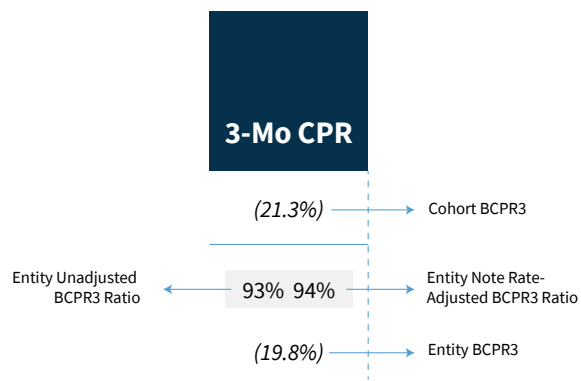 3-Mo CPR
(21.3%)
Cohort BCPR3
Entity Unadjusted
BCPR3 Ratio
93% 94%
Entity Note Rate-
Adjusted BCPR3 Ratio
(19.8%)
Entity BCPR3